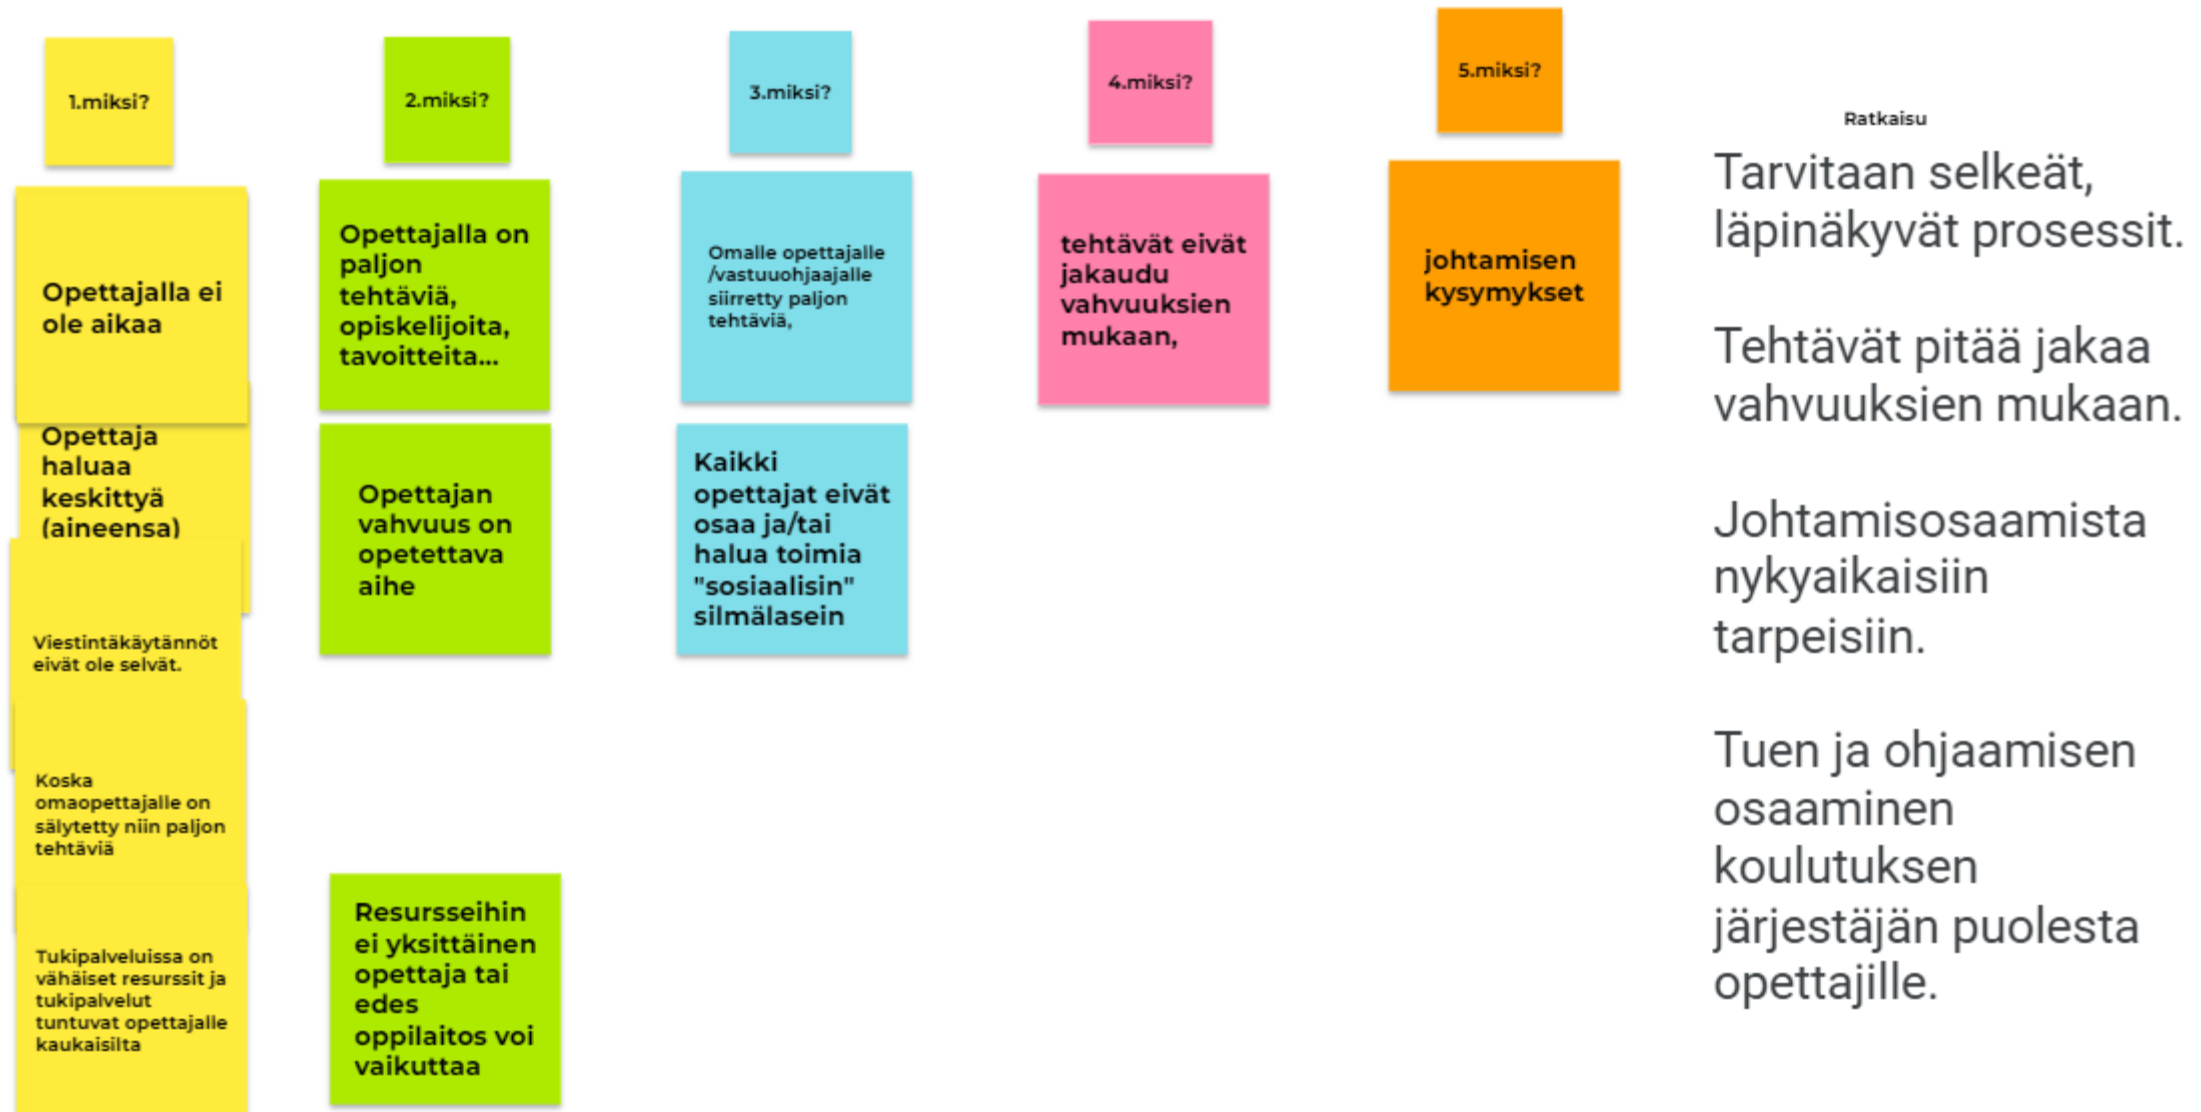 1.miksi?
Opettajalla ei
ole aikaa
Opettaja
haluaa
keskittyä
(aineensa)
Viestintäkäytännöt
eivät ole selvät.
Koska
omaopettajalle on
sälytetty niin paljon
tehtäviä
Tukipalveluissa on
vähäiset resurssit ja
tukipalvelut
tuntuvat opettajalle
kaukaisilta
2.miksi?
Opettajalla on
paljon
tehtäviä,
opiskelijoita,
tavoitteita...
Opettajan
vahvuus on
opetettava
aihe
Resursseihin
ei yksittäinen
opettaja tai
edes
oppilaitos voi
vaikuttaa
3.miksi?
Omalle opettajalle
/vastuuohjaajalle
siirretty paljon
tehtäviä,
Kaikki
opettajat eivät
osaa ja/tai
halua toimia
"sosiaalisin"
silmälasein
4.miksi?
tehtävät eivät
jakaudu
vahvuuksien
mukaan,
5.miksi?
johtamisen
kysymykset
Ratkaisu
Tarvitaan selkeät,
läpinäkyvät prosessit.
Tehtävät pitää jakaa
vahvuuksien mukaan.
Johtamisosaamista
nykyaikaisiin
tarpeisiin.
Tuen ja ohjaamisen
osaaminen
koulutuksen
järjestäjän puolesta
opettajille.